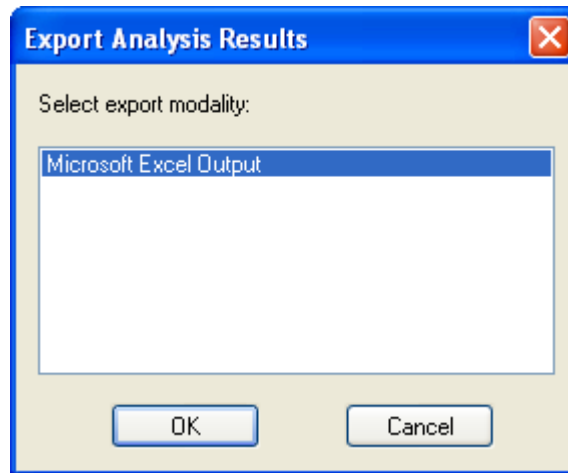 Export Analysis Results
Select export modality:
Microsoft Excel Output
OK
Cancel